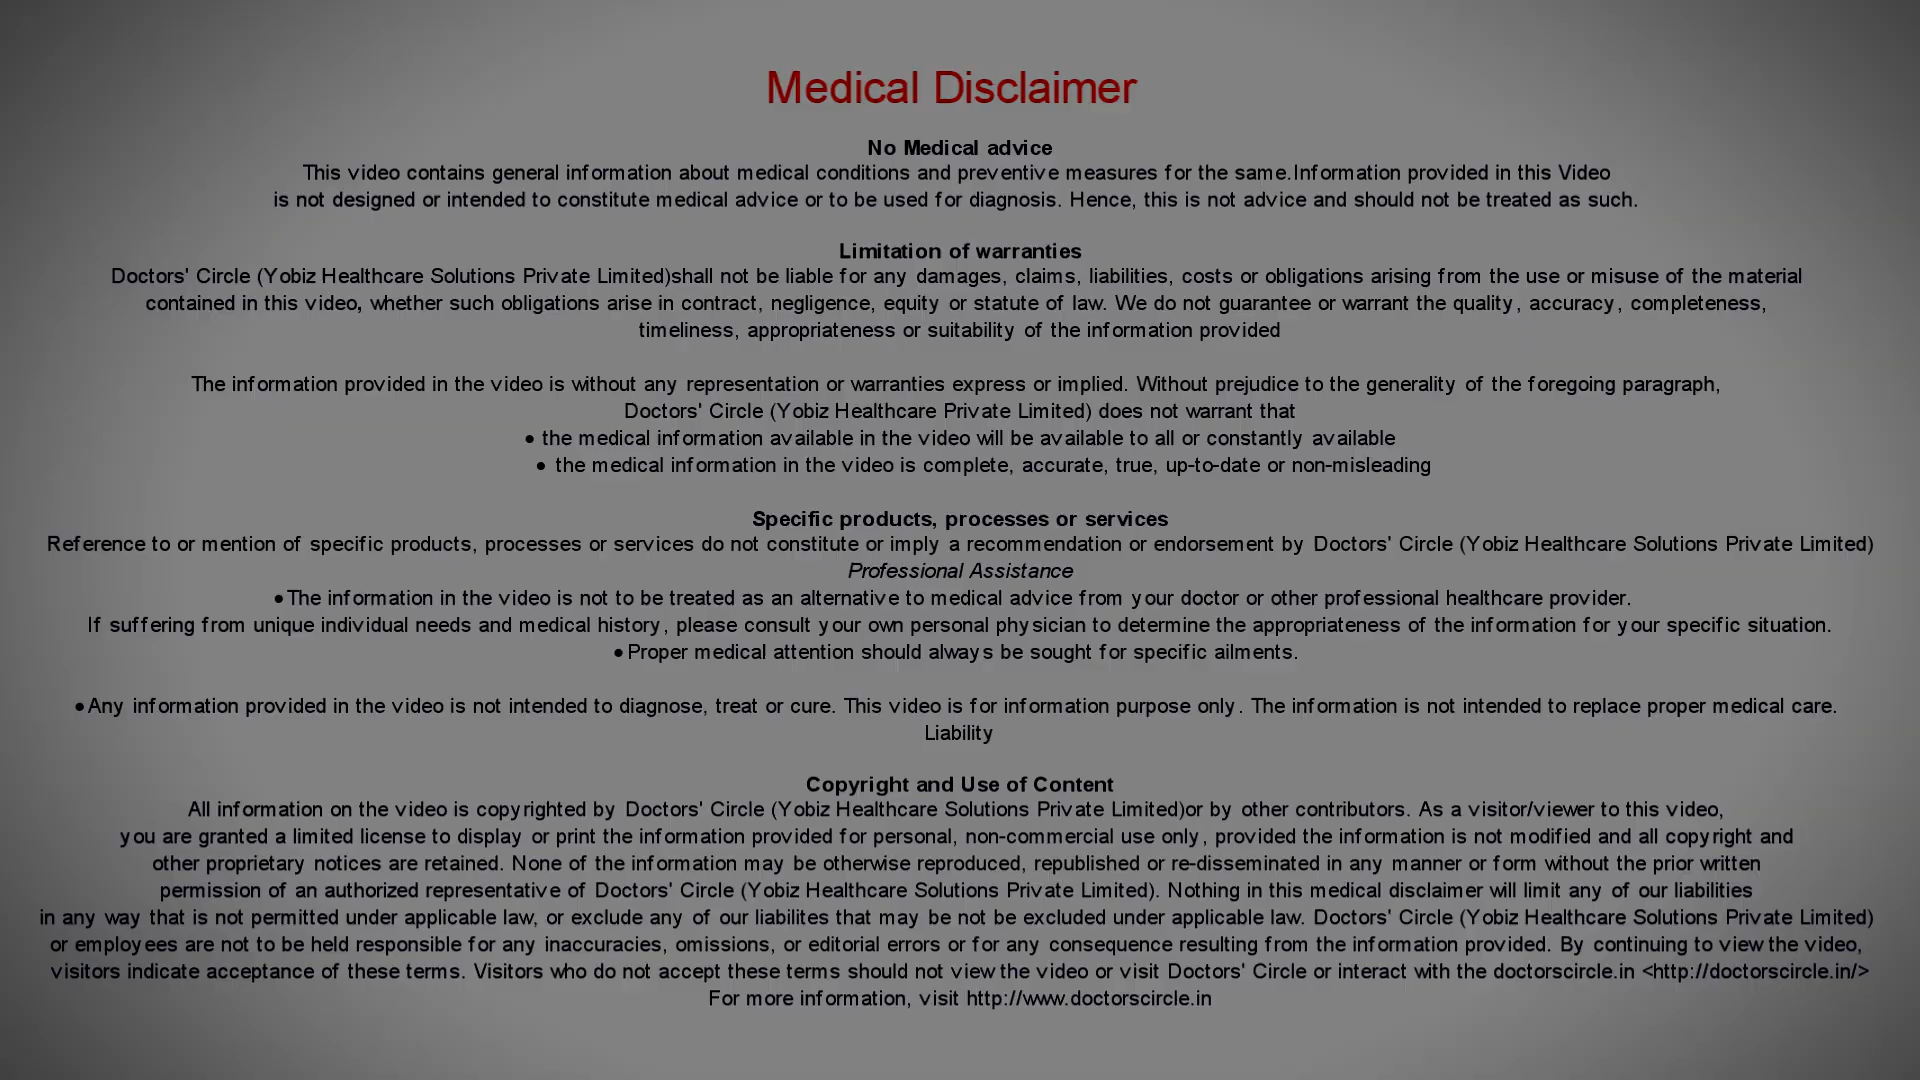 Medical Disclaimer
No Medical advice
This video contains general information about medical conditions and preventive measures for the same.Information provided in this Video
is not designed or intended to constitute medical advice or to be used for diagnosis. Hence, this is not advice and should not be treated as such.
Limitation of warranties
Doctors' Circle (Yobiz Healthcare Solutions Private Limited)shall not be liable for any damages, claims, liabilities, costs or obligations arising from the use or misuse of the material
contained in this video, whether such obligations arise in contract, negligence, equity or statute of law. We do not guarantee or warrant the quality, accuracy, completeness,
timeliness, appropriateness or suitability of the information provided
The information provided in the video is without any representation or warranties express or implied. Without prejudice to the generality of the foregoing paragraph,
Doctors' Circle (Yobiz Healthcare Private Limited) does not warrant that
• the medical information available in the video will be available to all or constantly available
• the medical information in the video is complete, accurate, true, up-to-date or non-misleading
Specific products, processes or services
Reference to or mention of specific products, processes or services do not constitute or imply a recommendation or endorsement by Doctors' Circle (Yobiz Healthcare Solutions Private Limited)
Professional Assistance
•The information in the video is not to be treated as an alternative to medical advice from your doctor or other professional healthcare provider.
If suffering from unique individual needs and medical history, please consult your own personal physician to determine the appropriateness of the information for your specific situation.
•Proper medical attention should always be sought for specific ailments.
•Any information provided in the video is not intended to diagnose, treat or cure. This video is for information purpose only. The information is not intended to replace proper medical care.
Liability
Copyright and Use of Content
All information on the video is copyrighted by Doctors' Circle (Yobiz Healthcare Solutions Private Limited)or by other contributors. As a visitor/viewer to this video,
you are granted a limited license to display or print the information provided for personal, non-commercial use only, provided the information is not modified and all copyright and
other proprietary notices are retained. None of the information may be otherwise reproduced, republished or re-disseminated in any manner or form without the prior written
permission of an authorized representative of Doctors' Circle (Yobiz Healthcare Solutions Private Limited). Nothing in this medical disclaimer will limit any of our liabilities
in any way that is not permitted under applicable law, or exclude any of our liabilites that may be not be excluded under applicable law. Doctors' Circle (Yobiz Healthcare Solutions Private Limited)
or employees are not to be held responsible for any inaccuracies, omissions, or editorial errors or for any consequence resulting from the information provided. By continuing to view the video,
visitors indicate acceptance of these terms. Visitors who do not accept these terms should not view the video or visit Doctors' Circle or interact with the doctorscircle.in <http://doctorscircle.in/>
For more information, visit http://www.doctorscircle.in